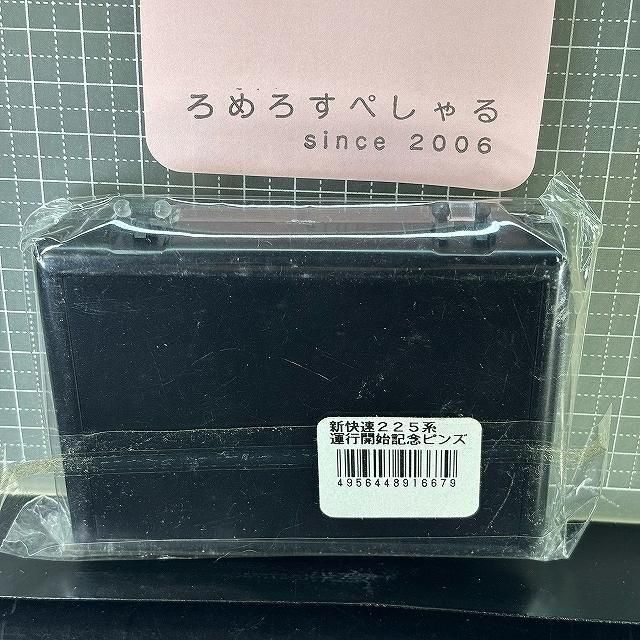 ろめろすぺしゃる
since 2006
新快速225系
運行開始記念ピンズ
4956448916679